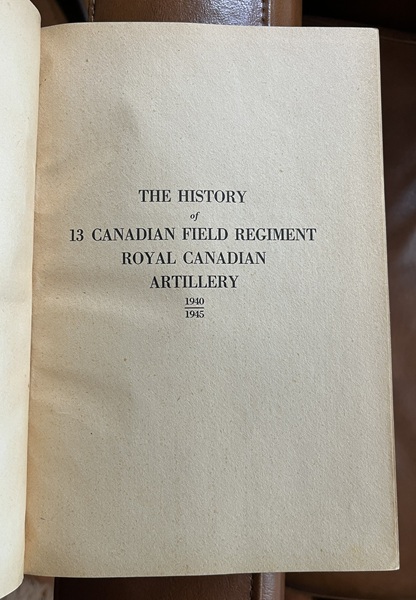 THE HISTORY
of
13 CANADIAN FIELD REGIMENT
ROYAL CANADIAN
ARTILLERY
1940
1945